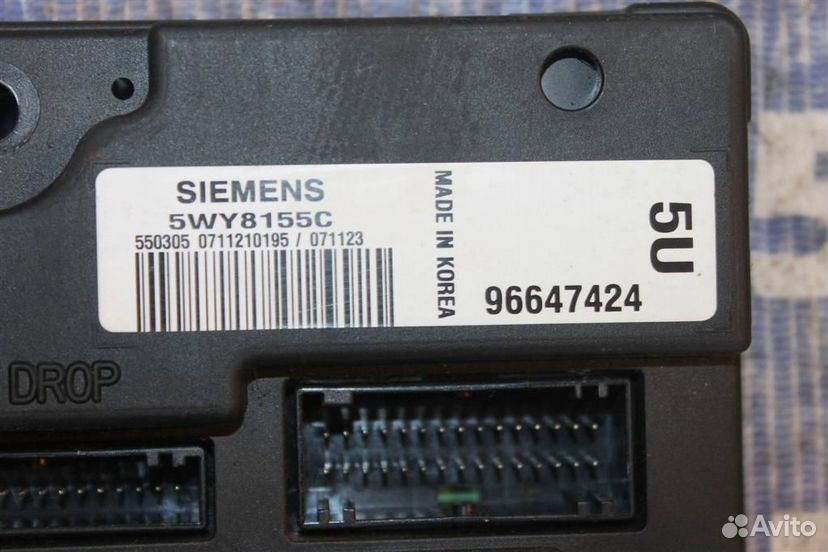 SIEMENS
5WY8155C
550305 0711210195 / 071123
MADE IN KOREA
5U
96647424
DROP
Avito